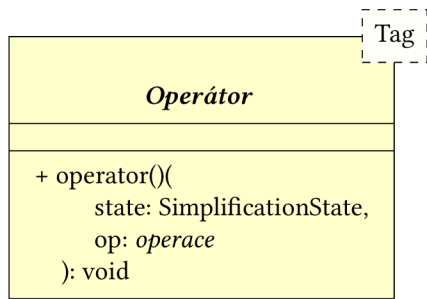 Tag
Operátor
+ operator()(
state: SimplificationState,
op: operace
): void